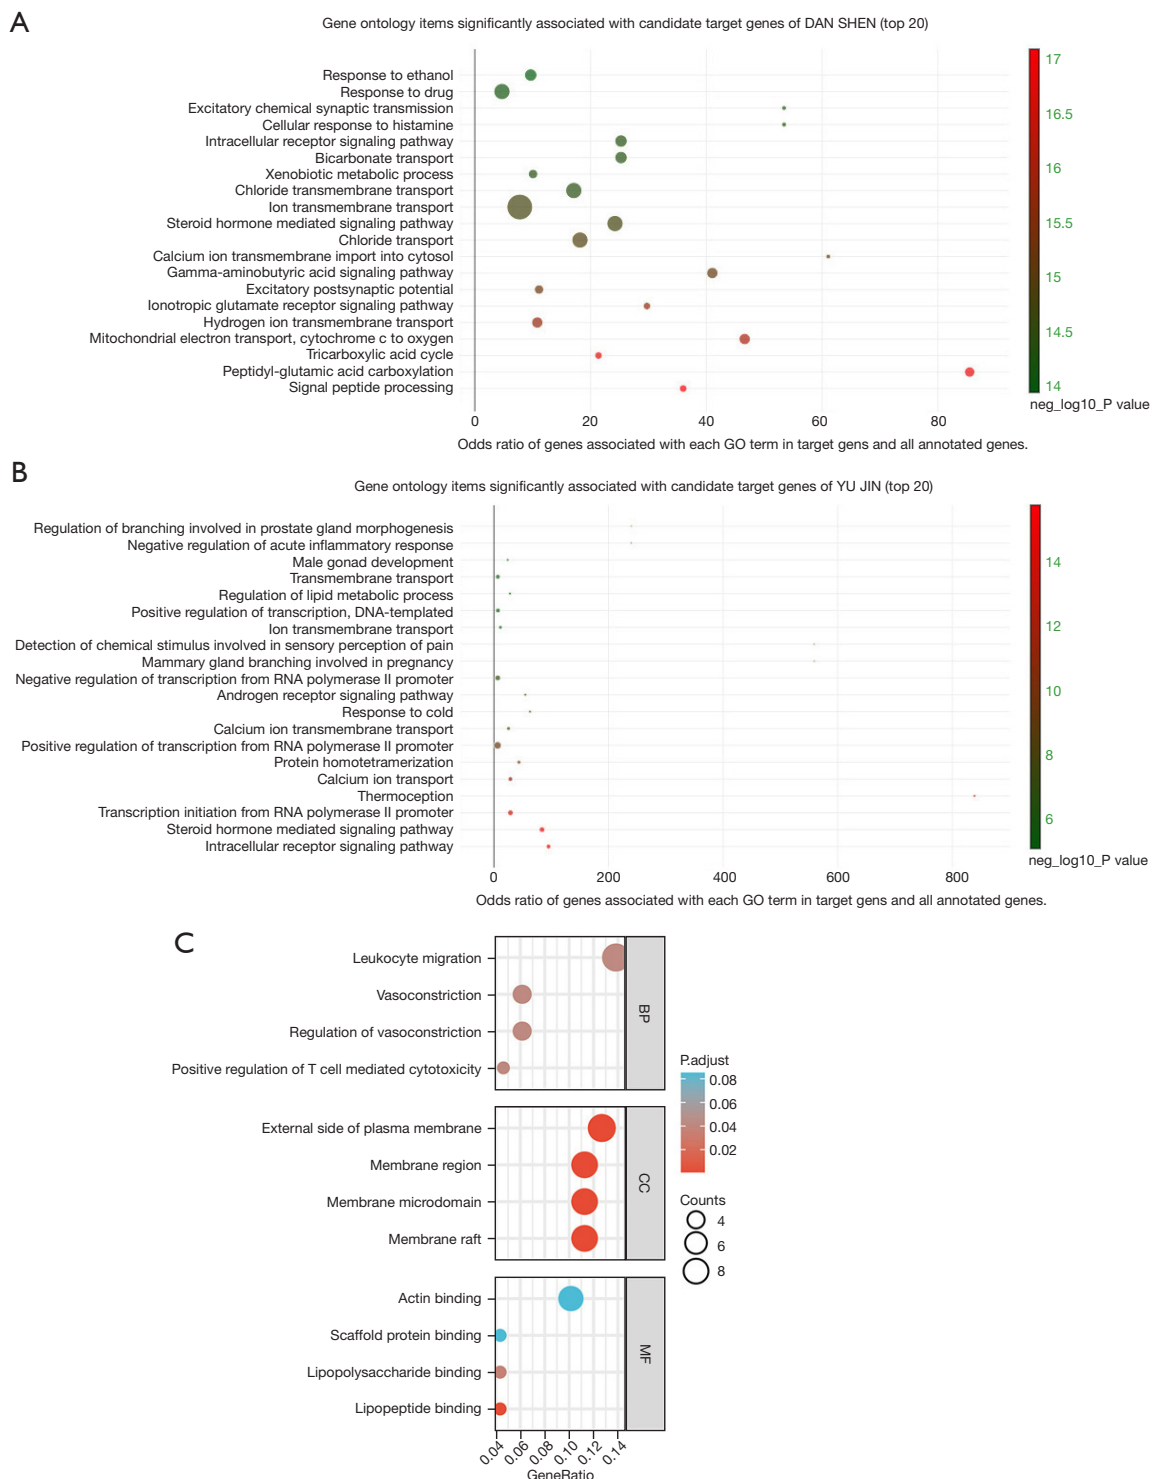 A
Gene ontology items significantly associated with candidate target genes of DAN SHEN (top 20)
Response to ethanol
Response to drug
Excitatory chemical synaptic transmission
Cellular response to histamine
Intracellular receptor signaling pathway
Bicarbonate transport
Xenobiotic metabolic process
Chloride transmembrane transport
Ion transmembrane transport
Steroid hormone mediated signaling pathway
Chloride transport
Calcium ion transmembrane import into cytosol
Gamma-aminobutyric acid signaling pathway
Excitatory postsynaptic potential
Ionotropic glutamate receptor signaling pathway
Hydrogen ion transmembrane transport
Mitochondrial electron transport, cytochrome c to oxygen
Tricarboxylic acid cycle
Peptidyl-glutamic acid carboxylation
Signal peptide processing
0 20 40 60 80
Odds ratio of genes associated with each GO term in target gens and all annotated genes.
17
16.5
16
15.5
15
14.5
14
neg_log10_P value
B
Gene ontology items significantly associated with candidate target genes of YU JIN (top 20)
Regulation of branching involved in prostate gland morphogenesis
Negative regulation of acute inflammatory response
Male gonad development
Transmembrane transport
Regulation of lipid metabolic process
Positive regulation of transcription, DNA-templated
Ion transmembrane transport
Detection of chemical stimulus involved in sensory perception of pain
Mammary gland branching involved in pregnancy
Negative regulation of transcription from RNA polymerase II promoter
Androgen receptor signaling pathway
Response to cold
Calcium ion transmembrane transport
Positive regulation of transcription from RNA polymerase II promoter
Protein homotetramerization
Calcium ion transport
Thermoception
Transcription initiation from RNA polymerase II promoter
Steroid hormone mediated signaling pathway
Intracellular receptor signaling pathway
0 200 400 600 800
Odds ratio of genes associated with each GO term in target gens and all annotated genes.
14
12
10
8
6
neg_log10_P value
C
Leukocyte migration
Vasoconstriction
Regulation of vasoconstriction
Positive regulation of T cell mediated cytotoxicity
BP
External side of plasma membrane
Membrane region
Membrane microdomain
Membrane raft
CC
Actin binding
Scaffold protein binding
Lipopolysaccharide binding
Lipopeptide binding
MF
0.04 0.06 0.08 0.10 0.12 0.14
GeneRatio
P.adjust
0.08
0.06
0.04
0.02
Counts
4
6
8